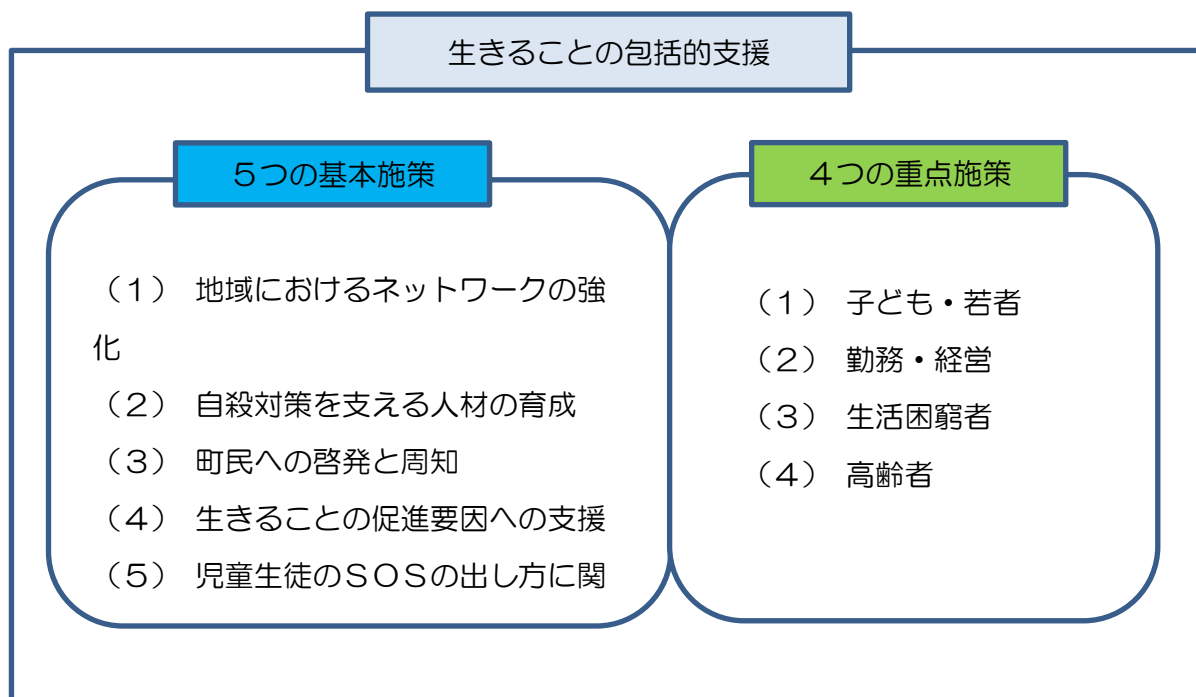 生きることの包括的支援
5つの基本施策
(1) 地域におけるネットワークの強
化
(2) 自殺対策を支える人材の育成
(3) 町民への啓発と周知
(4) 生きることの促進要因への支援
(5) 児童生徒のSOSの出し方に関
4つの重点施策
(1) 子ども・若者
(2) 勤務・経営
(3) 生活困窮者
(4) 高齢者